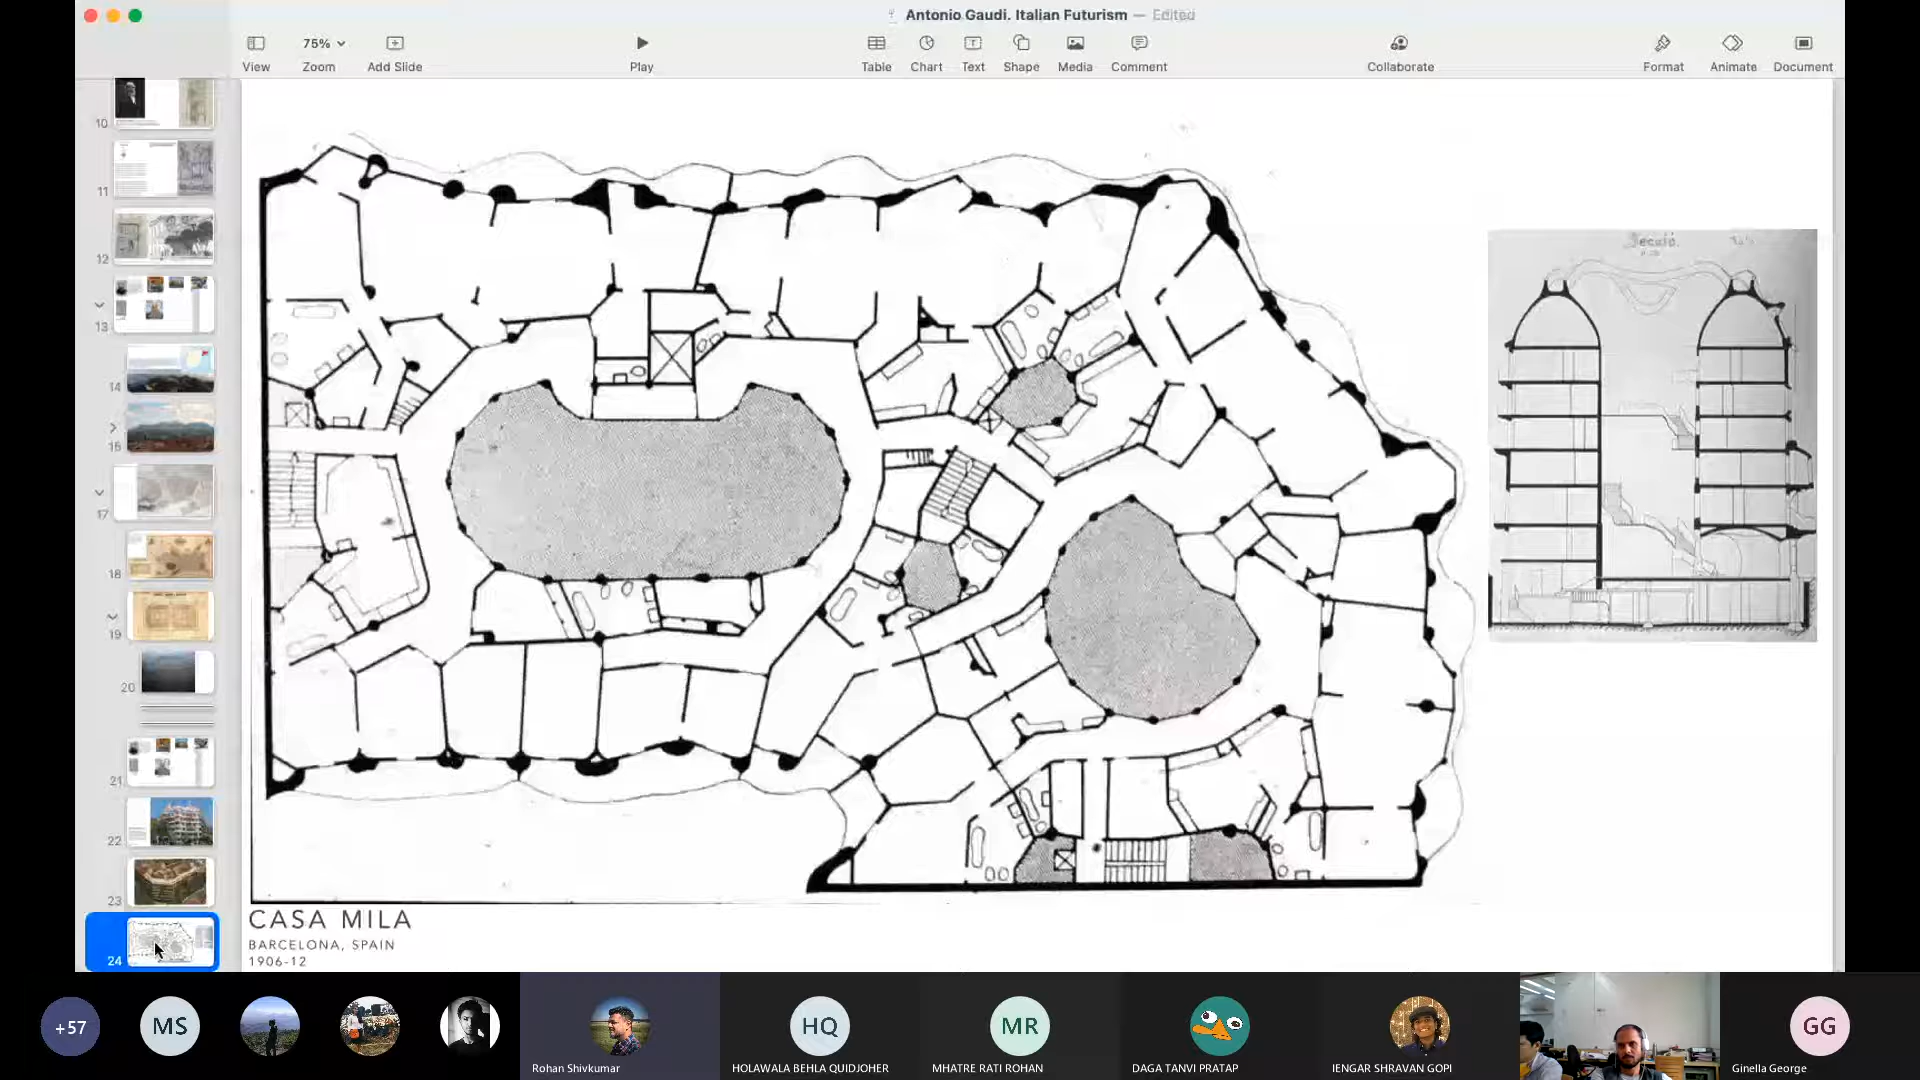 Antonio Gaudi. Italian Futurism — Edited
View
75%
Zoom
Add Slide
Play
Table
Chart
Text
Shape
Media
Comment
Collaborate
Format
Animate
Document
10
11
12
13
14
15
17
18
19
20
21
22
23
24
CASA MILA
BARCELONA, SPAIN
1906-12
+57
MS
Rohan Shivkumar
HQ
HOLAWALA BEHLA QUIDJOHER
MR
MHATRE RATI ROHAN
DAGA TANVI PRATAP
IENGAR SHRAVAN GOPI
GG
Ginella George